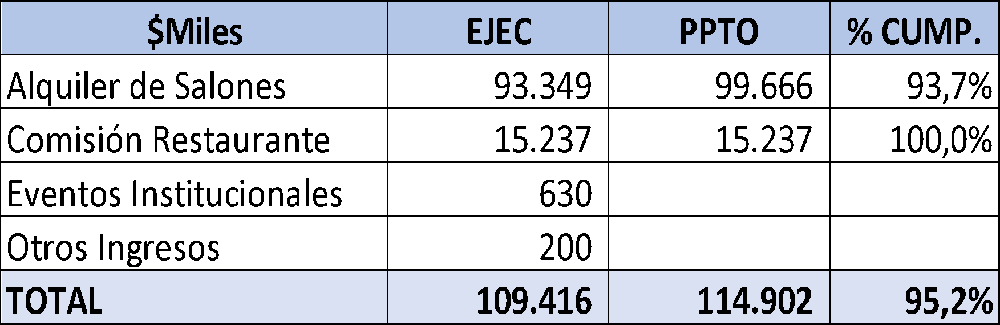 $Miles EJEC PPTO % CUMP.
Alquiler de Salones 93.349 99.666 93,7%
Comisión Restaurante 15.237 15.237 100,0%
Eventos Institucionales 630
Otros Ingresos 200
TOTAL 109.416 114.902 95,2%